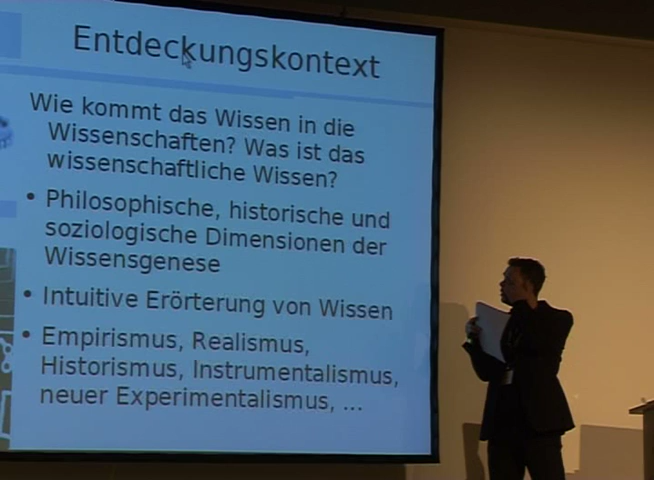 Entdeckungskontext
Wie kommt das Wissen in die
Wissenschaften? Was ist das
wissenschaftliche Wissen?
• Philosophische, historische und
soziologische Dimensionen der
Wissensgenese
• Intuitive Erörterung von Wissen
• Empirismus, Realismus,
Historismus, Instrumentalismus,
neuer Experimentalismus, ...